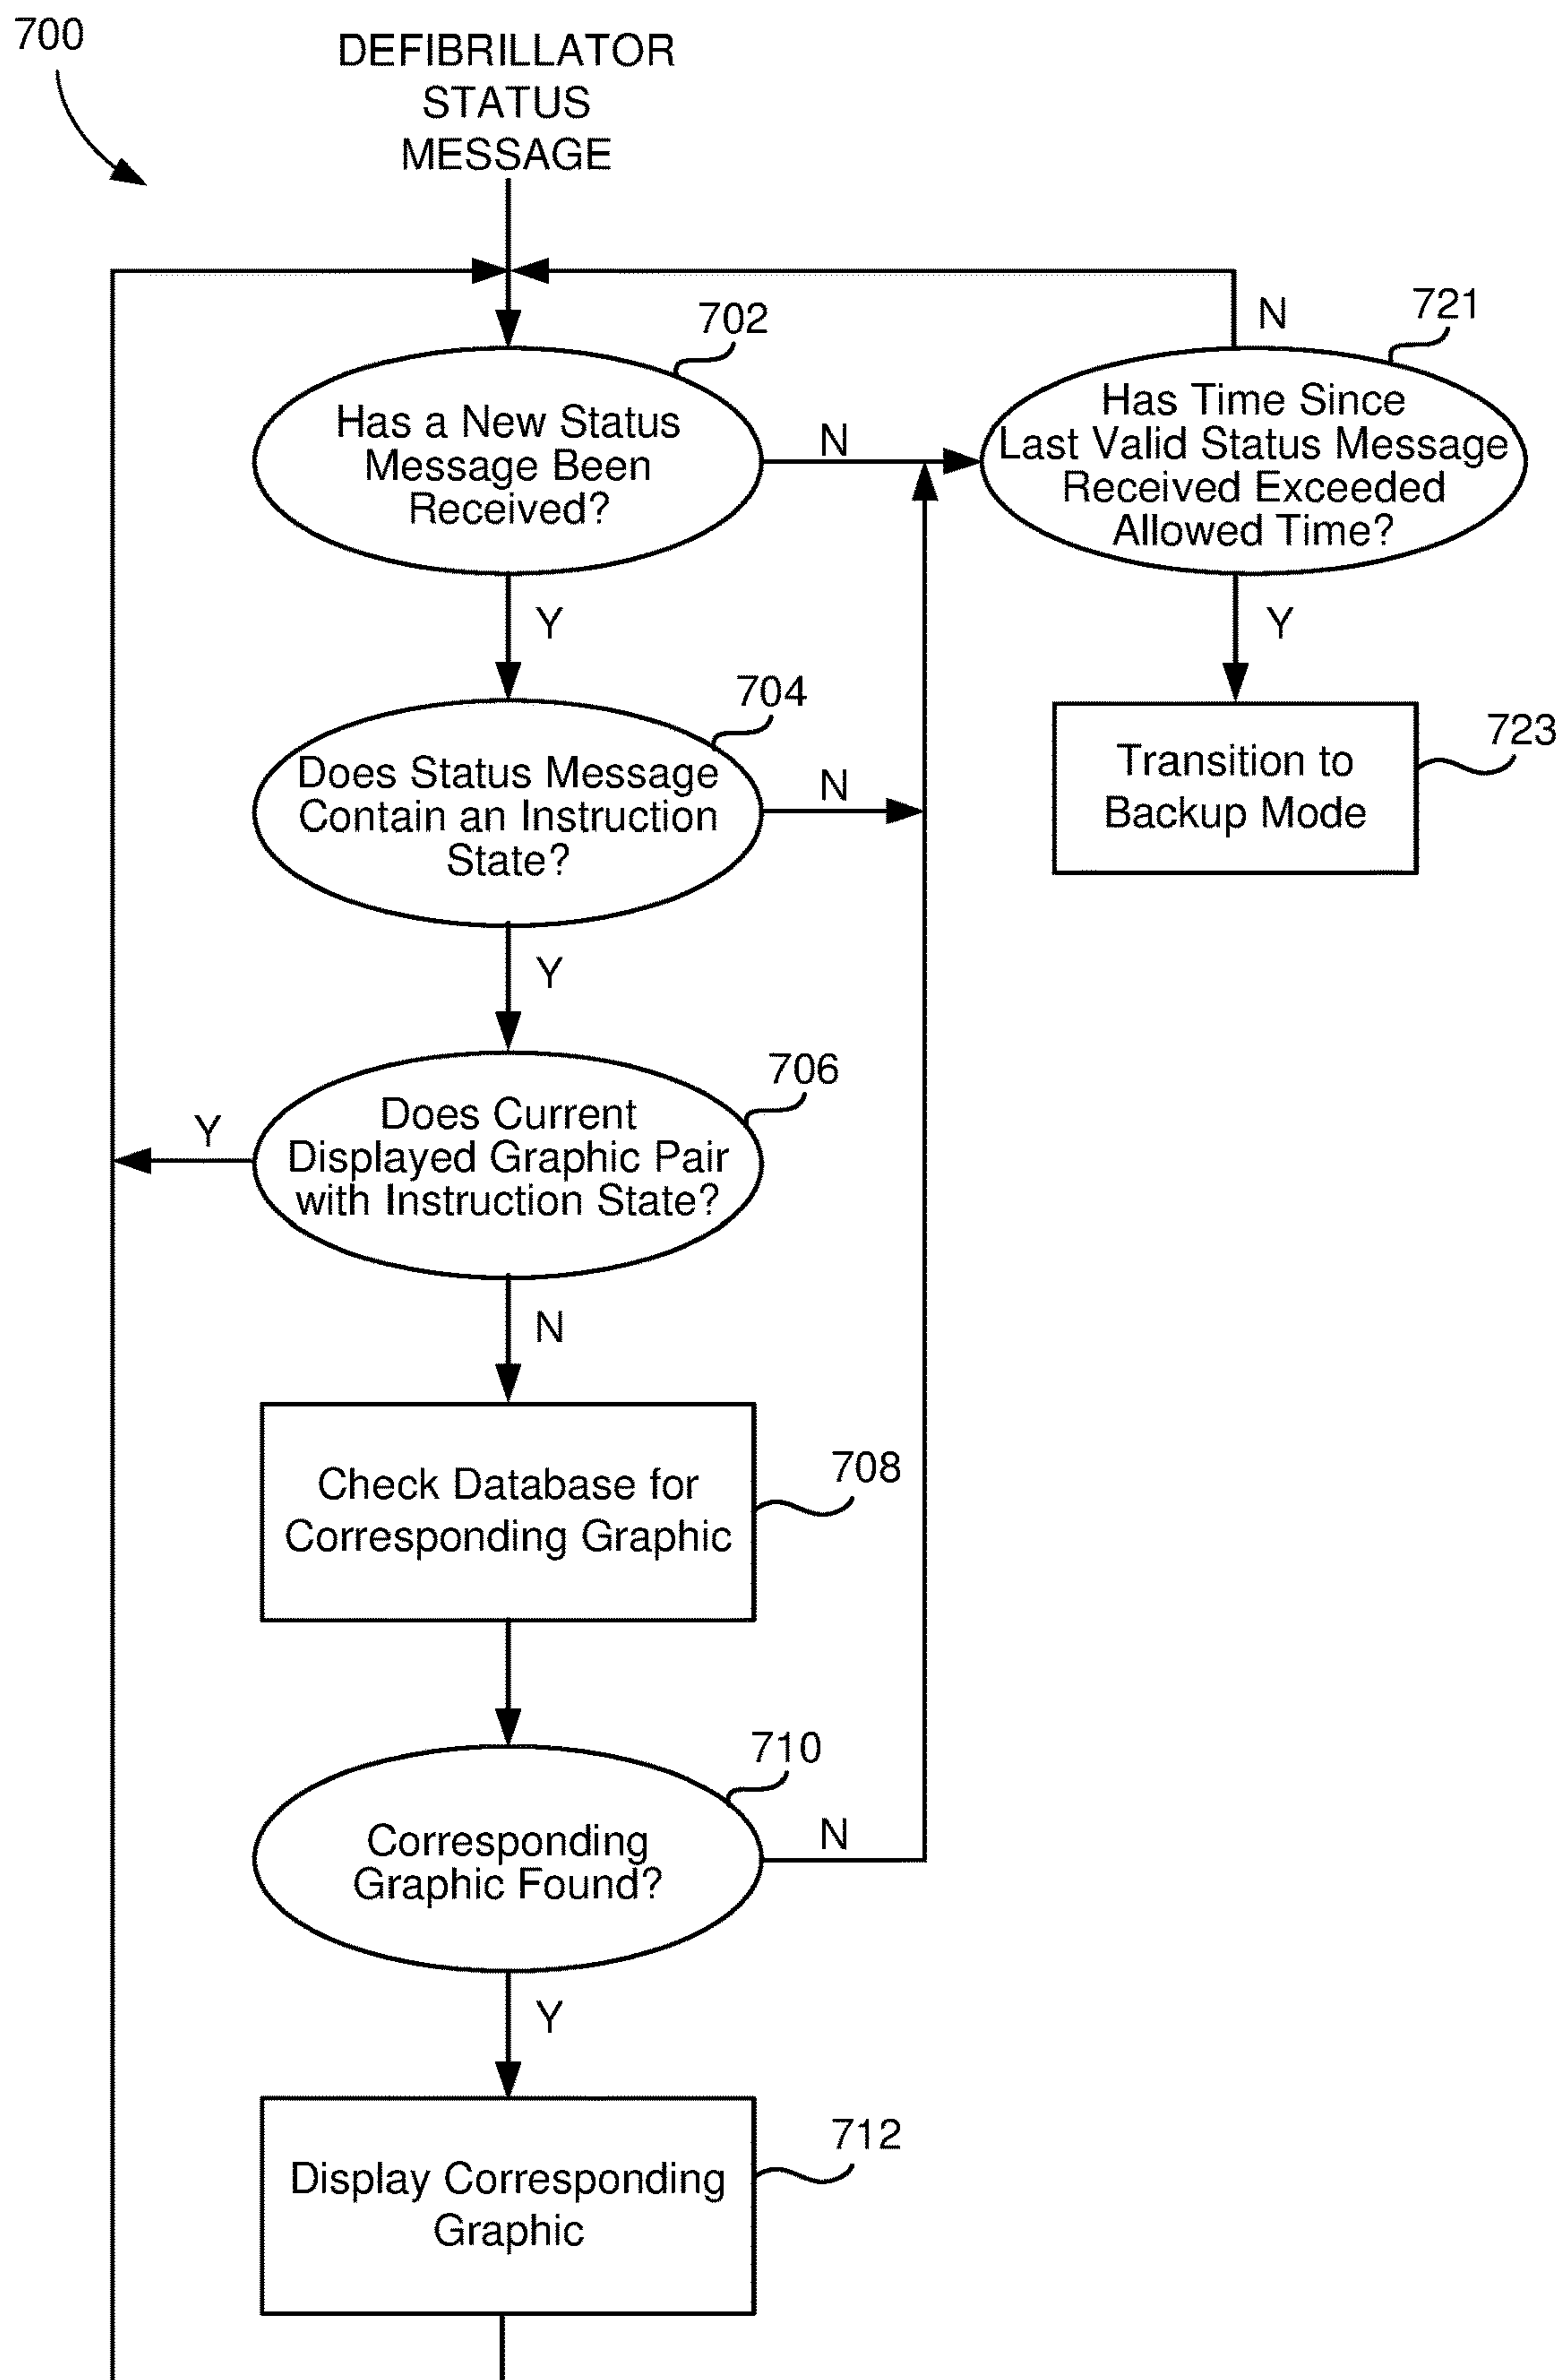 700
DEFIBRILLATOR
STATUS
MESSAGE
702
Has a New Status
Message Been
Received?
N
Y
721
N
Has Time Since
Last Valid Status Message
Received Exceeded
Allowed Time?
Y
723
Transition to
Backup Mode
704
Does Status Message
Contain an Instruction
State?
N
Y
706
Does Current
Displayed Graphic Pair
with Instruction State?
Y
N
708
Check Database for
Corresponding Graphic
710
Corresponding
Graphic Found?
N
Y
712
Display Corresponding
Graphic